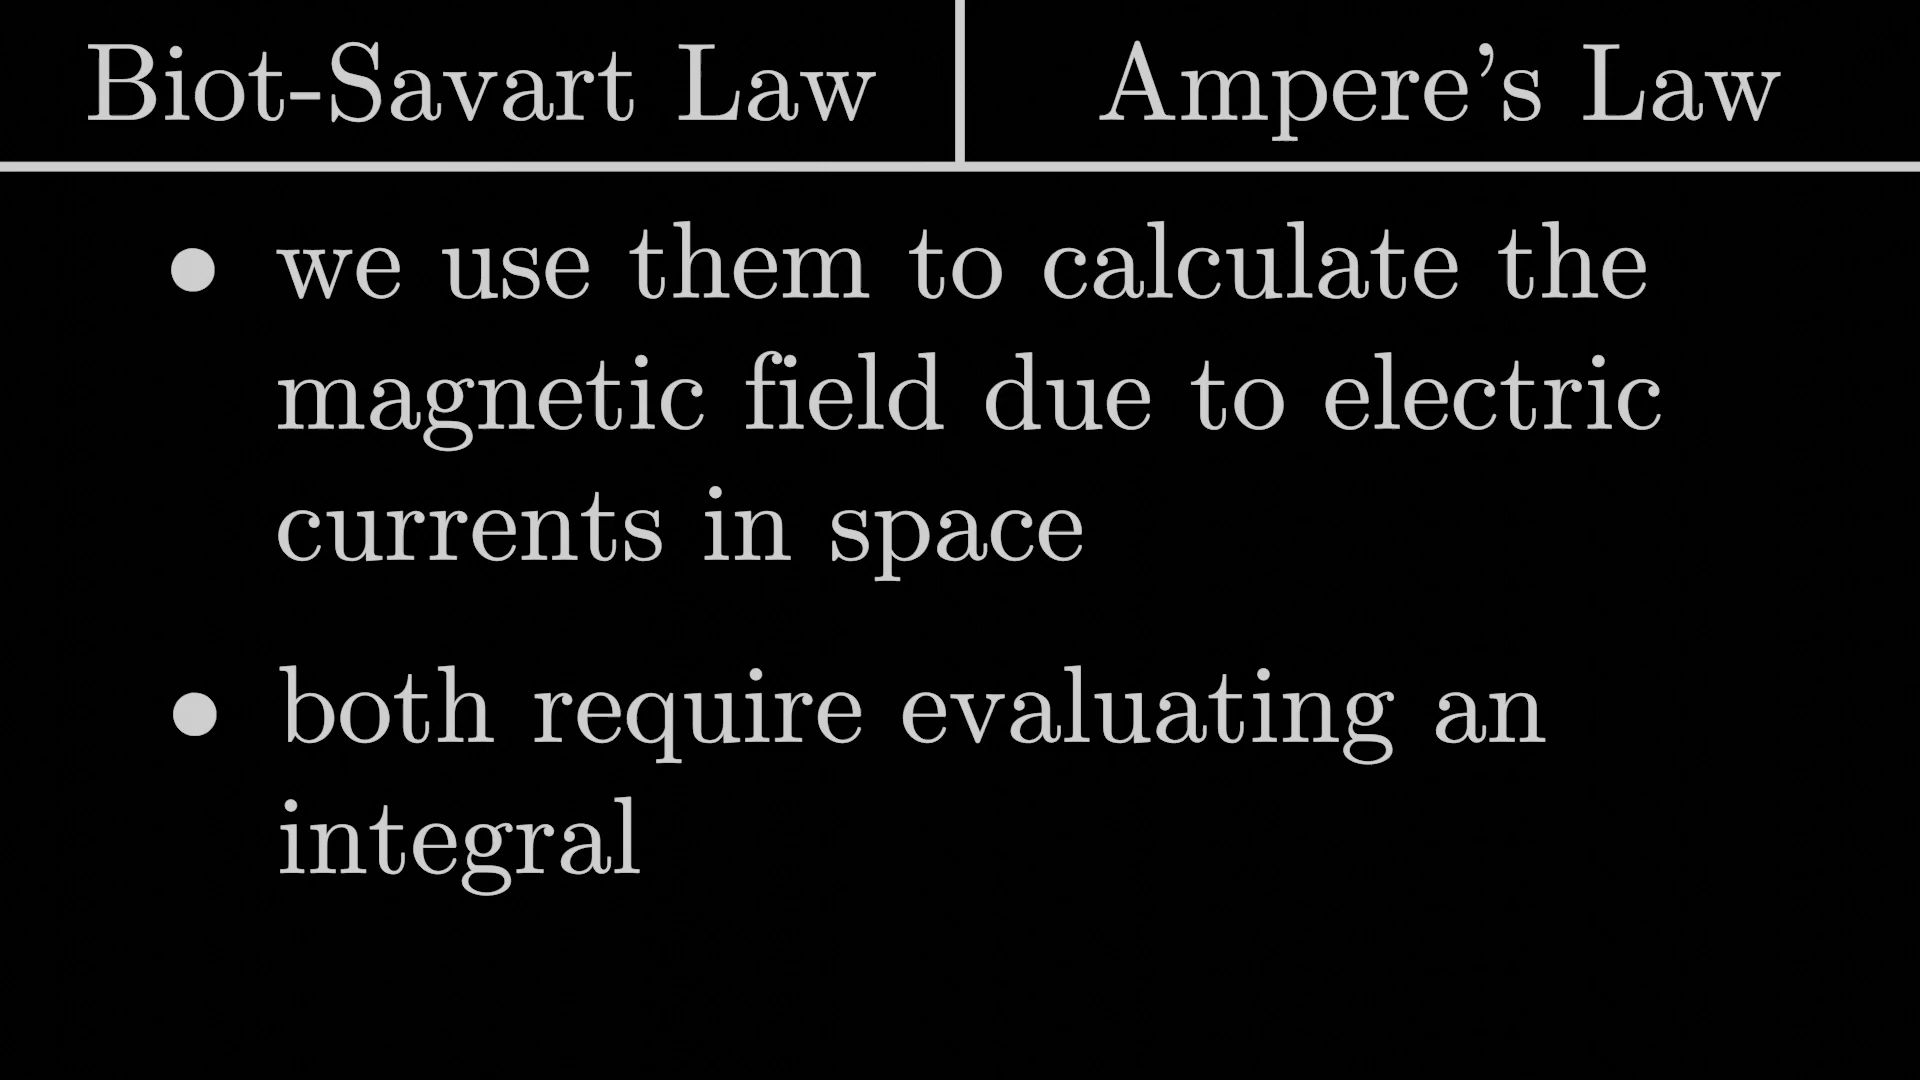 Biot-Savart Law
Ampere’s Law
• we use them to calculate the
magnetic field due to electric
currents in space
• both require evaluating an
integral